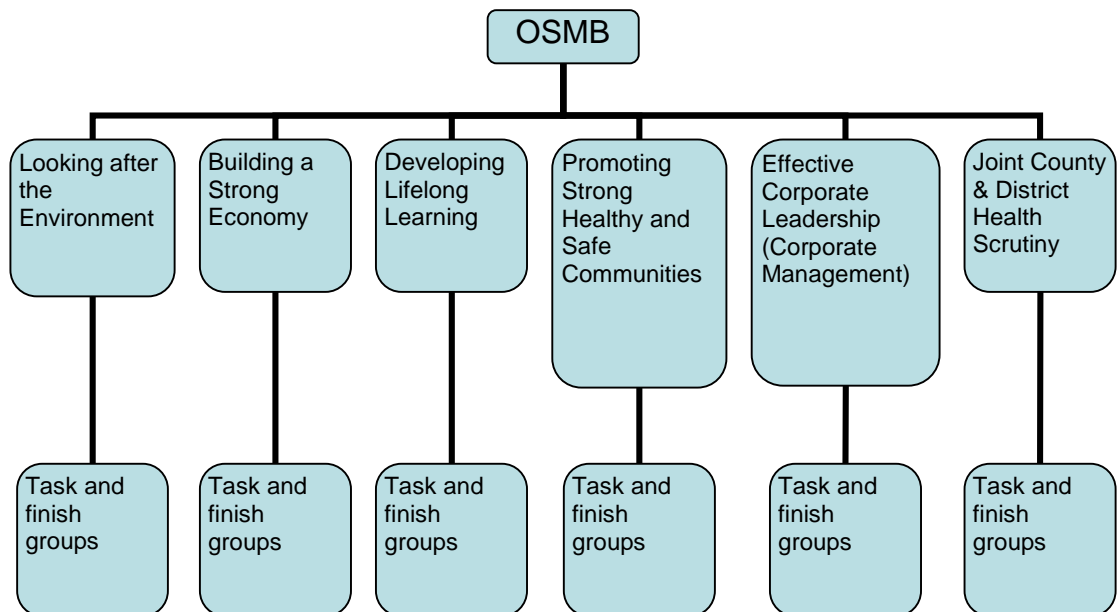 OSMB
Looking after
the
Environment
Building a
Strong
Economy
Developing
Lifelong
Learning
Promoting
Strong
Healthy and
Safe
Communities
Effective
Corporate
Leadership
(Corporate
Management)
Joint County
& District
Health
Scrutiny
Task and
finish
groups
Task and
finish
groups
Task and
finish
groups
Task and
finish
groups
Task and
finish
groups
Task and
finish
groups